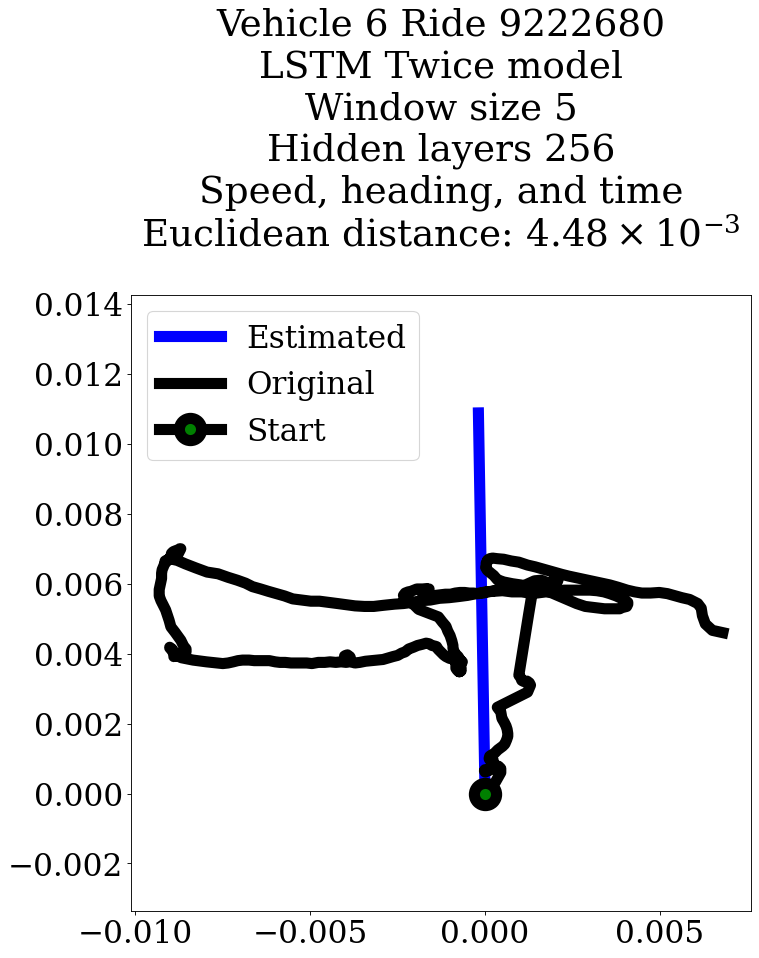 Vehicle 6 Ride 9222680
LSTM Twice model
Window size 5
Hidden layers 256
Speed, heading, and time
Euclidean distance: 4.48 × 10⁻³
Estimated
Original
Start
0.014
0.012
0.010
0.008
0.006
0.004
0.002
0.000
−0.002
−0.010 −0.005 0.000 0.005